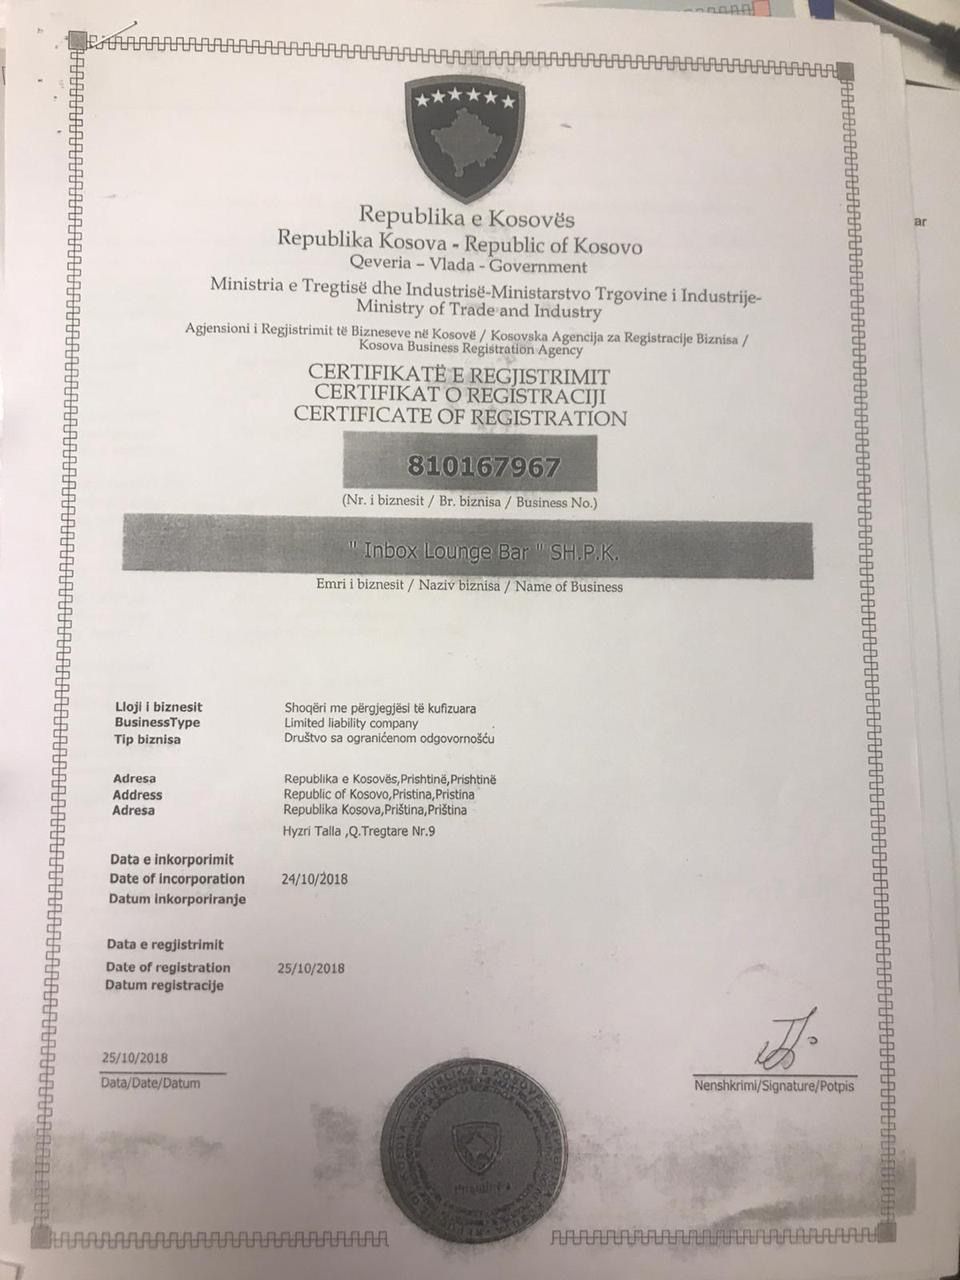 Republika e Kosovës
Republika Kosova - Republic of Kosovo
Qeveria – Vlada - Government
Ministria e Tregtisë dhe Industrisë-Ministarstvo Trgovine i Industrije-
Ministry of Trade and Industry
Agjensioni i Regjistrimit të Bizneseve në Kosovë / Kosovska Agencija za Registracije Biznisa /
Kosova Business Registration Agency
CERTIFIKATË E REGJISTRIMIT
CERTIFIKAT O REGISTRACIJI
CERTIFICATE OF REGISTRATION
810167967
(Nr. i biznesit / Br. biznisa / Business No.)
" Inbox Lounge Bar " SH.P.K.
Emri i biznesit / Naziv biznisa / Name of Business
Lloji i biznesit Shoqëri me përgjegjësi të kufizuara
BusinessType Limited liability company
Tip biznisa Društvo sa ograničenom odgovornošću
Adresa Republika e Kosovës,Prishtinë,Prishtinë
Address Republic of Kosovo,Pristina,Pristina
Adresa Republika Kosova,Priština,Priština
Hyzri Talla ,Q.Tregtare Nr.9
Data e inkorporimit
Date of incorporation 24/10/2018
Datum inkorporiranje
Data e regjistrimit
Date of registration 25/10/2018
Datum registracije
25/10/2018
Data/Date/Datum
Nenshkrimi/Signature/Potpis
REPUBLIKA E KOSOVËS
ar